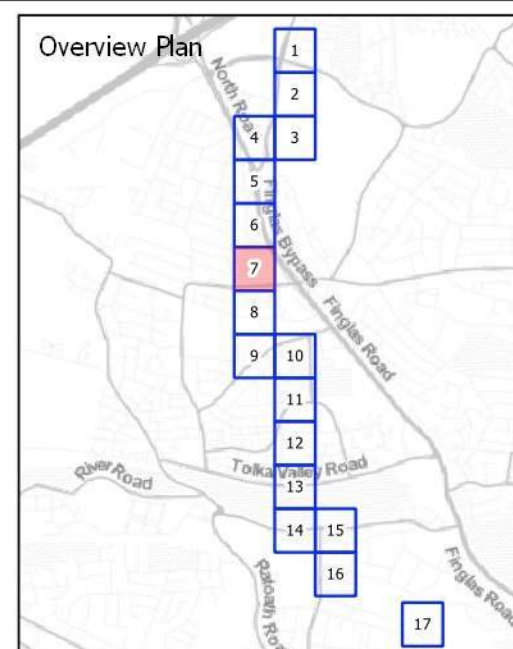 Overview Plan
1
2
North Road
4
3
5
Finglas Bypass
6
7
8
Finglas Road
9
10
11
12
River Road
Tolka Valley Road
13
14
15
Ratoath Road
16
Finglas Road
17